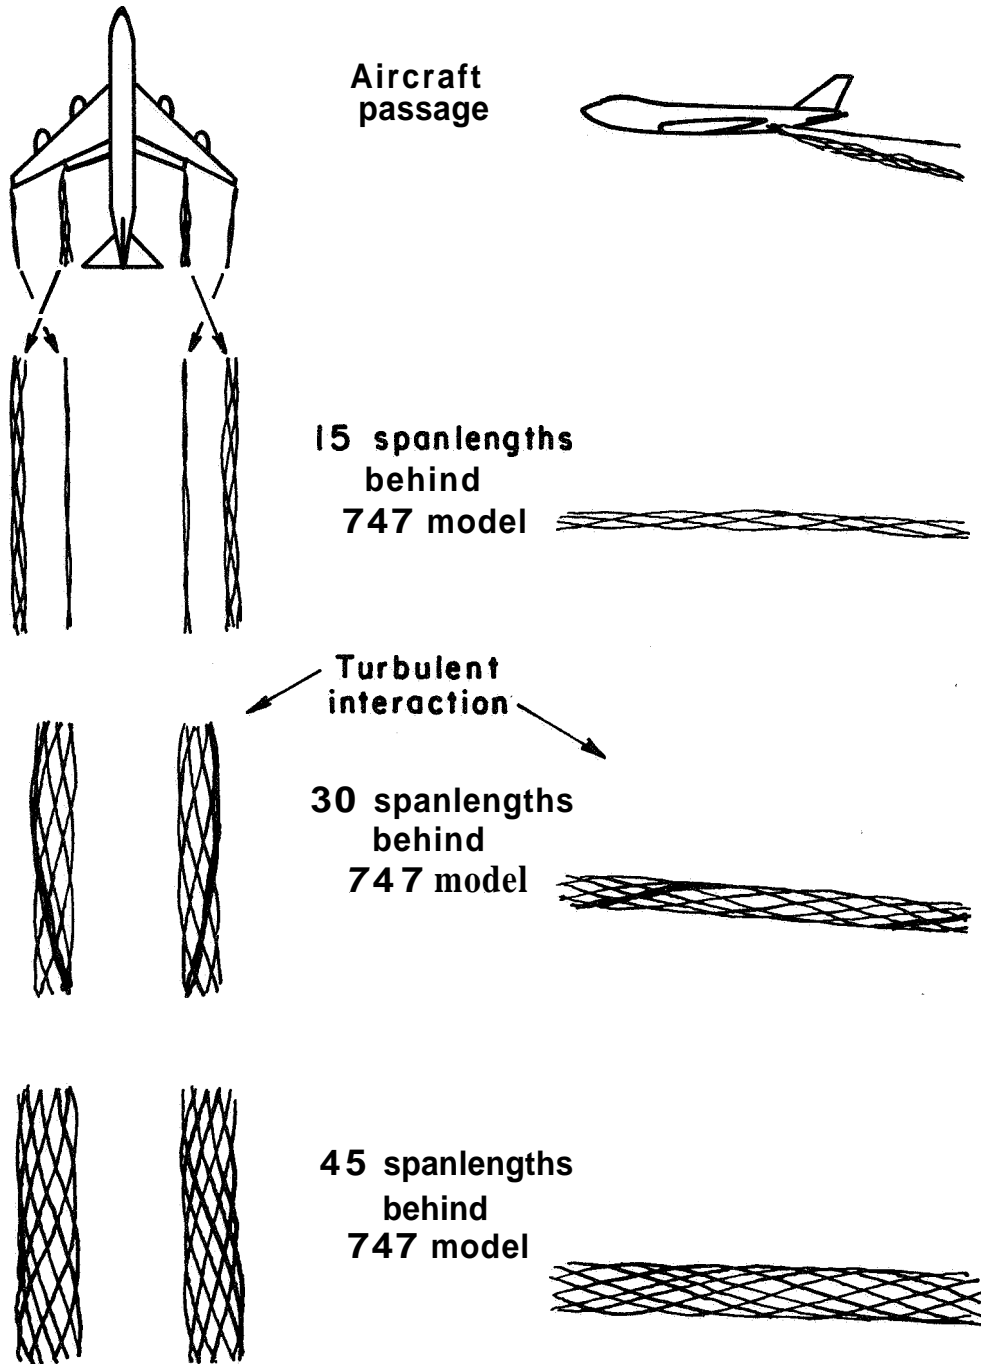 Aircraft
passage
15 spanlengths
behind
747 model
Turbulent
interaction
30 spanlengths
behind
747 model
45 spanlengths
behind
747 model